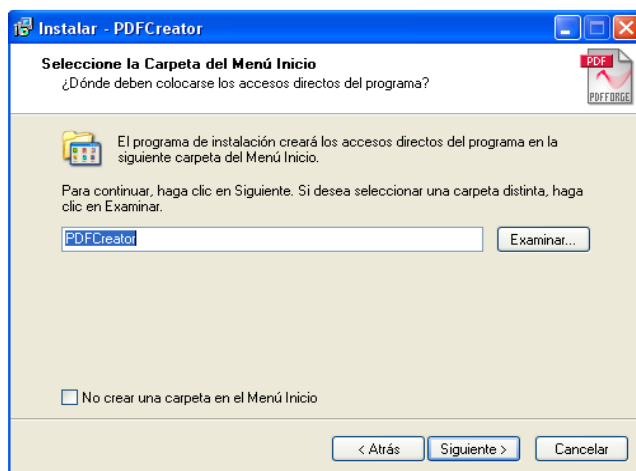 Instalar - PDFCreator
Seleccione la Carpeta del Menú Inicio
¿Dónde deben colocarse los accesos directos del programa?
PDF
PDFFORGE
El programa de instalación creará los accesos directos del programa en la
siguiente carpeta del Menú Inicio.
Para continuar, haga clic en Siguiente. Si desea seleccionar una carpeta distinta, haga
clic en Examinar.
PDFCreator
Examinar...
No crear una carpeta en el Menú Inicio
< Atrás
Siguiente >
Cancelar